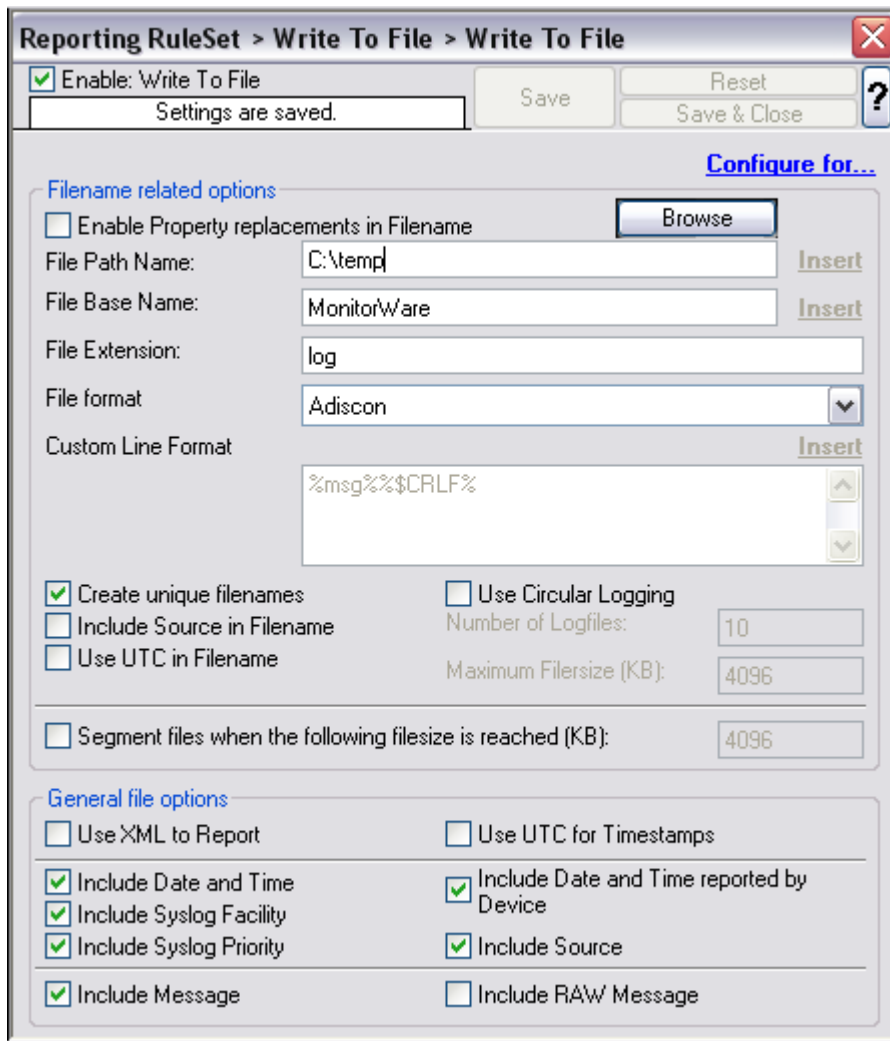 Reporting RuleSet > Write To File > Write To File
Enable: Write To File
Settings are saved.
Save
Reset
Save & Close
?
Configure for...
Filename related options
Enable Property replacements in Filename
Browse
File Path Name:
C:\temp
Insert
File Base Name:
MonitorWare
Insert
File Extension:
log
File format
Adiscon
Custom Line Format
Insert
%msg%%$CRLF%
Create unique filenames
Use Circular Logging
Include Source in Filename
Number of Logfiles:
10
Use UTC in Filename
Maximum Filersize (KB):
4096
Segment files when the following filesize is reached (KB):
4096
General file options
Use XML to Report
Use UTC for Timestamps
Include Date and Time
Include Date and Time reported by
Device
Include Syslog Facility
Include Syslog Priority
Include Source
Include Message
Include RAW Message